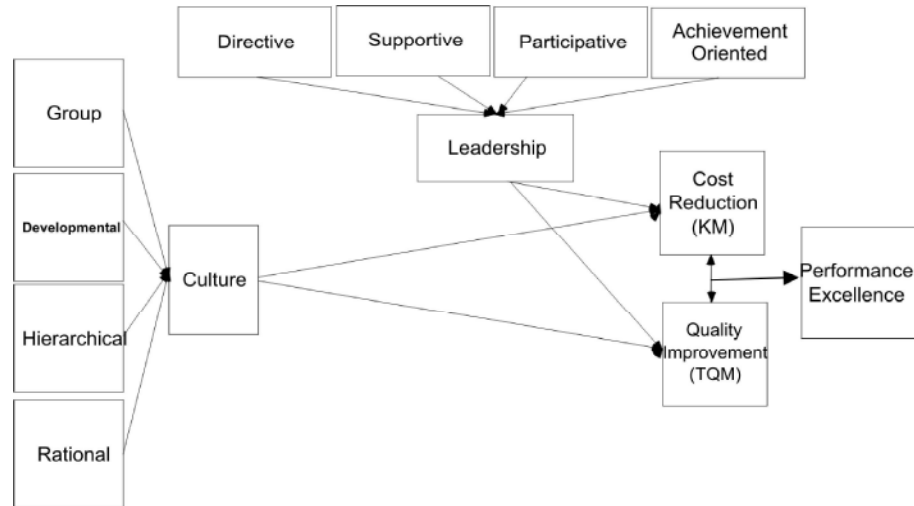 Directive
Supportive
Participative
Achievement
Oriented
Group
Leadership
Cost
Reduction
(KM)
Developmental
Culture
Performance
Excellence
Hierarchical
Quality
Improvement
(TQM)
Rational